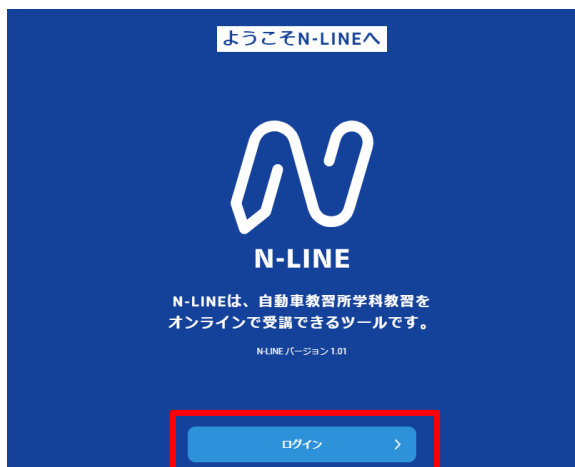 ようこそN-LINEへ
N-LINE
N-LINEは、自動車教習所学科教習を
オンラインで受講できるツールです。
N-LINE バージョン 1.01
ログイン